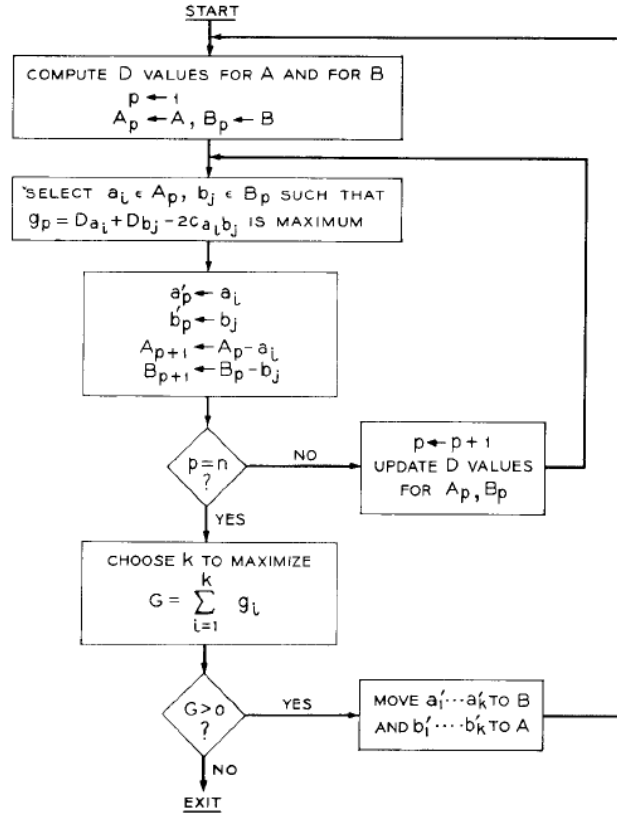 START
COMPUTE D VALUES FOR A AND FOR B
p ← 1
Ap ← A, Bp ← B
SELECT ai ε Ap, bj ε Bp SUCH THAT
gp = Dai + Dbj - 2Caibj IS MAXIMUM
a'p ← ai
b'p ← bj
Ap+1 ← Ap - ai
Bp+1 ← Bp - bj
p = n
?
NO
p ← p + 1
UPDATE D VALUES
FOR Ap, Bp
YES
CHOOSE k TO MAXIMIZE
k
G = ∑ gi
i=1
G>0
?
YES
MOVE a'1···a'k TO B
AND b'1····b'k TO A
NO
EXIT